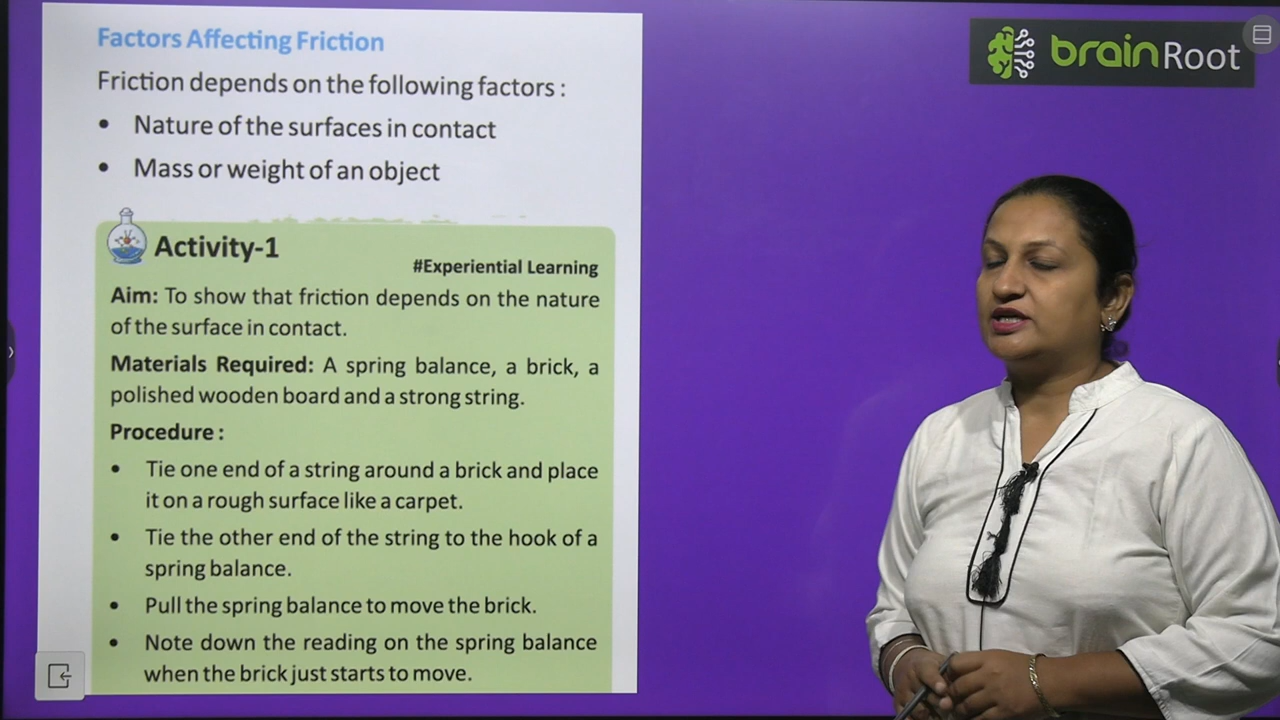 Factors Affecting Friction
Friction depends on the following factors :
• Nature of the surfaces in contact
• Mass or weight of an object
Activity-1
#Experiential Learning
Aim: To show that friction depends on the nature
of the surface in contact.
Materials Required: A spring balance, a brick, a
polished wooden board and a strong string.
Procedure :
• Tie one end of a string around a brick and place
it on a rough surface like a carpet.
• Tie the other end of the string to the hook of a
spring balance.
• Pull the spring balance to move the brick.
• Note down the reading on the spring balance
when the brick just starts to move.
brainRoot